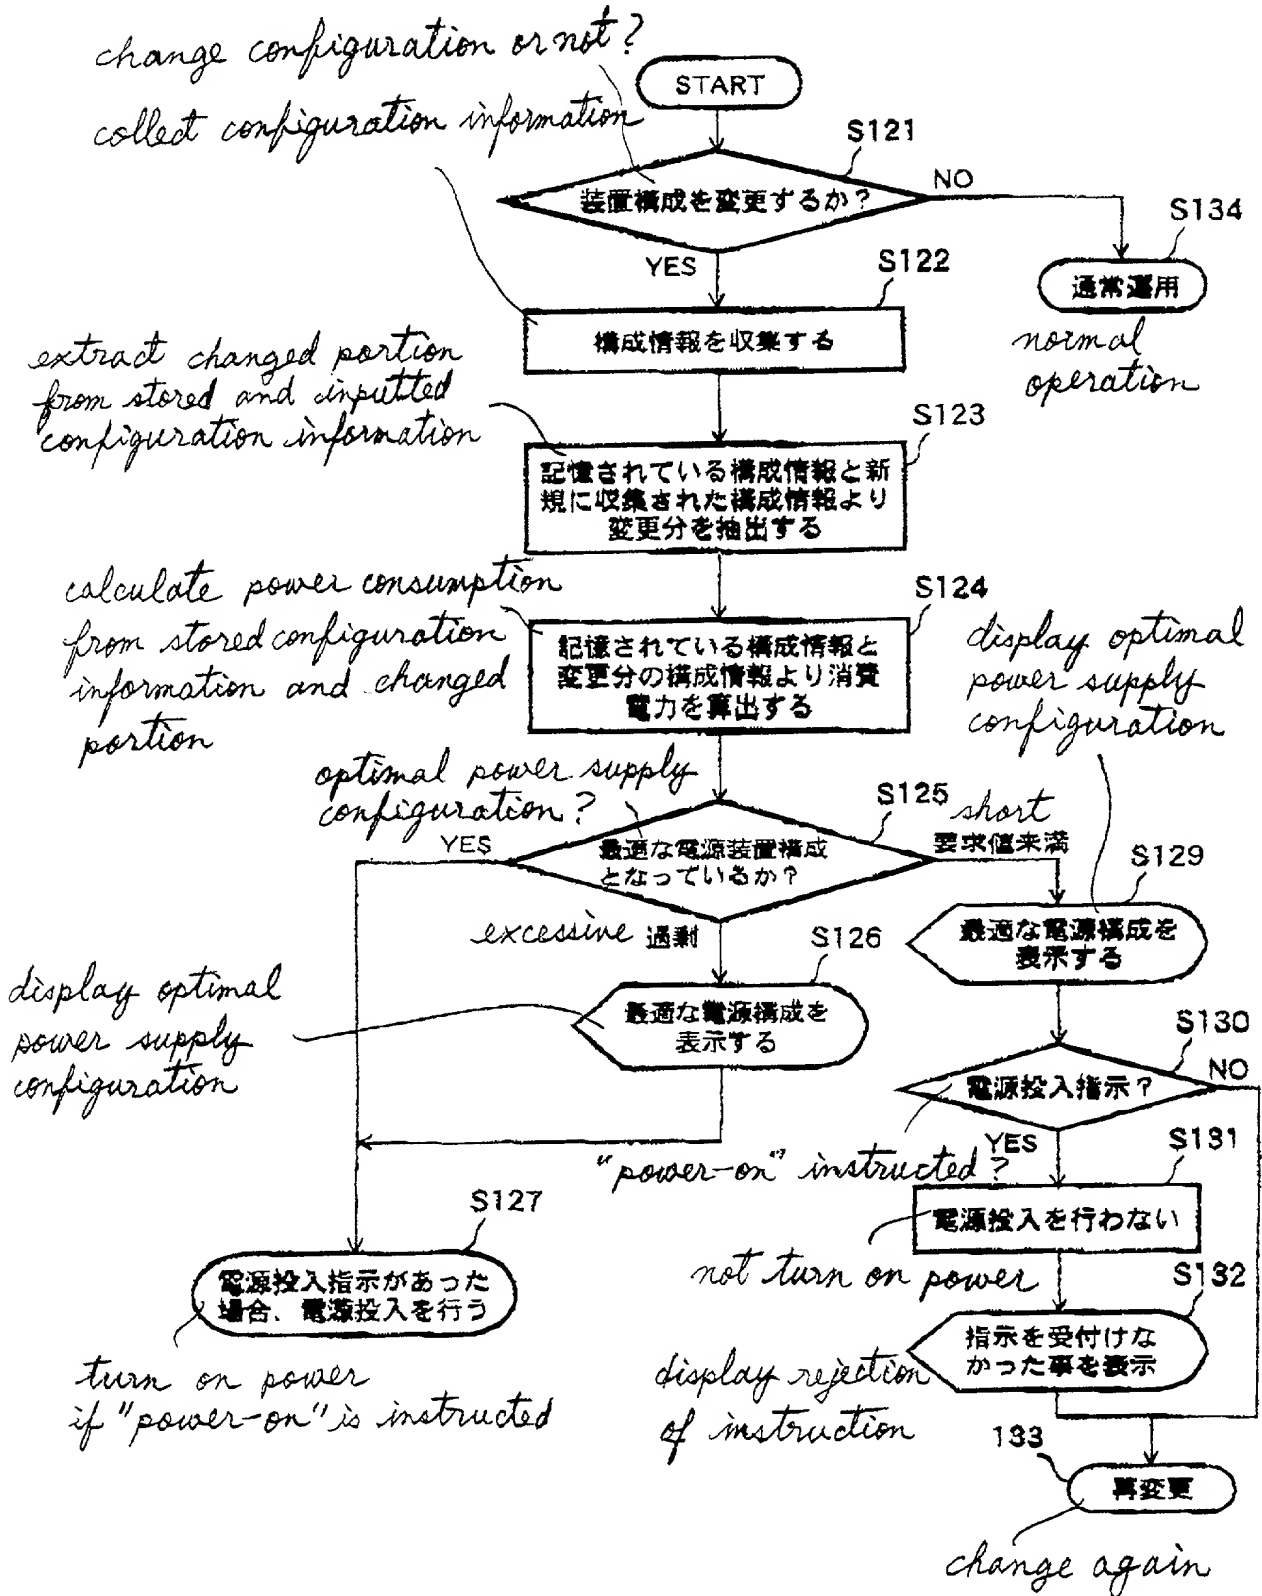 change configuration or not?
START
collect configuration information
S121
装置構成を変更するか？
NO
S134
YES
S122
通常運用
構成情報を収集する
normal
operation
extract changed portion
from stored and inputted
configuration information
S123
記憶されている構成情報と新
規に収集された構成情報より
変更分を抽出する
calculate power consumption
from stored configuration
information and changed
portion
S124
記憶されている構成情報と
変更分の構成情報より消費
電力を算出する
display optimal
power supply
configuration
optimal power supply
configuration?
S125
short
YES
要求値来満
最適な電源装置構成
となっているか？
S129
excessive 過剰
S126
最適な電源構成を
表示する
display optimal
power supply
configuration
最適な電源構成を
表示する
S130
電源投入指示？
NO
YES
"power-on" instructed?
S131
電源投入を行わない
S127
not turn on power
S132
電源投入指示があった
場合、電源投入を行う
指示を受付けな
かった事を表示
turn on power
if "power-on" is instructed
display rejection
of instruction
133
再変更
change again